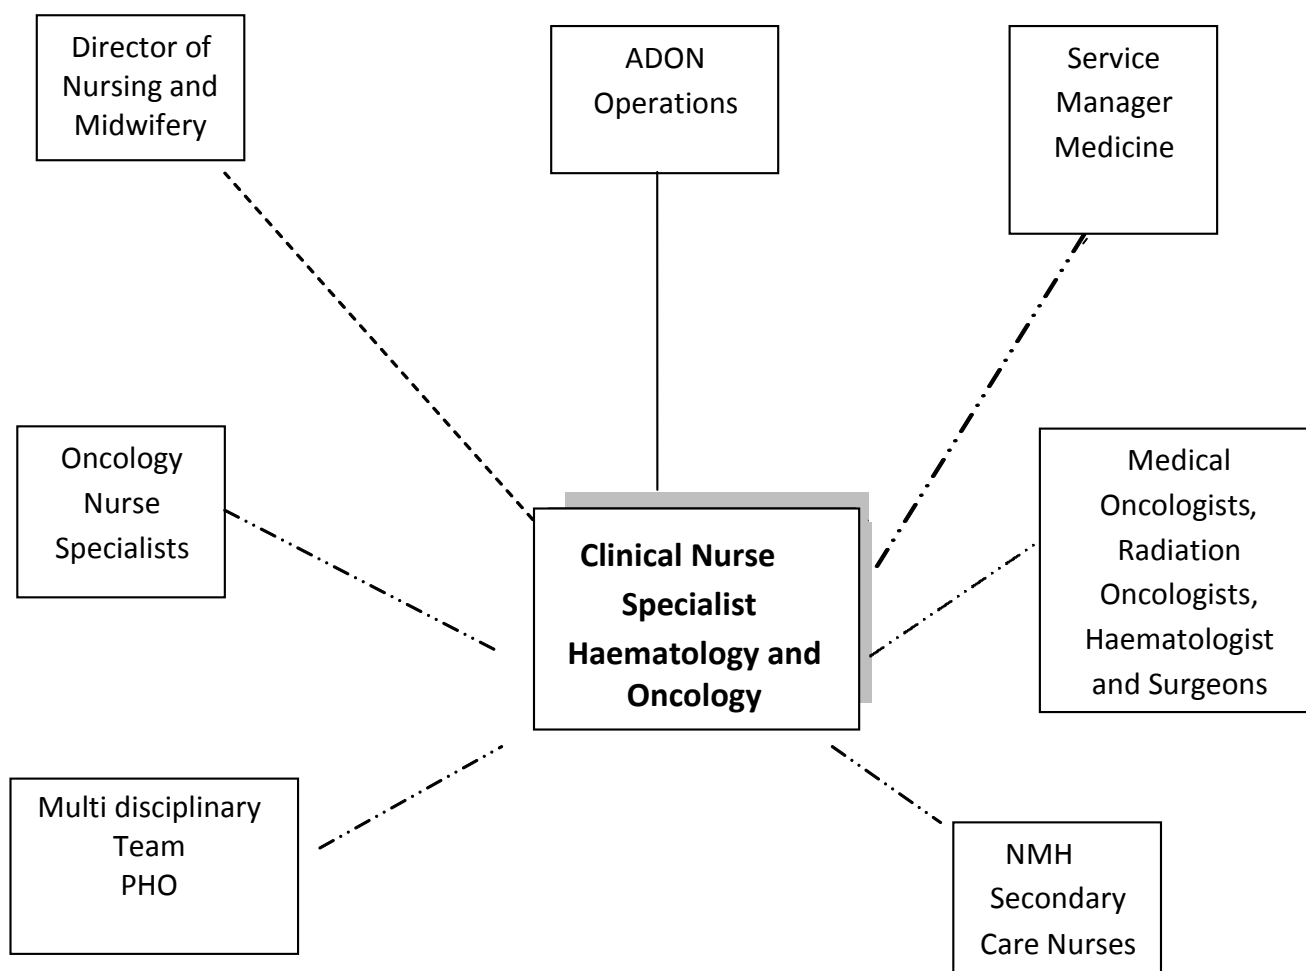 Director of
Nursing and
Midwifery
ADON
Operations
Service
Manager
Medicine
Oncology
Nurse
Specialists
Clinical Nurse
Specialist
Haematology and
Oncology
Medical
Oncologists,
Radiation
Oncologists,
Haematologist
and Surgeons
Multi disciplinary
Team
PHO
NMH
Secondary
Care Nurses